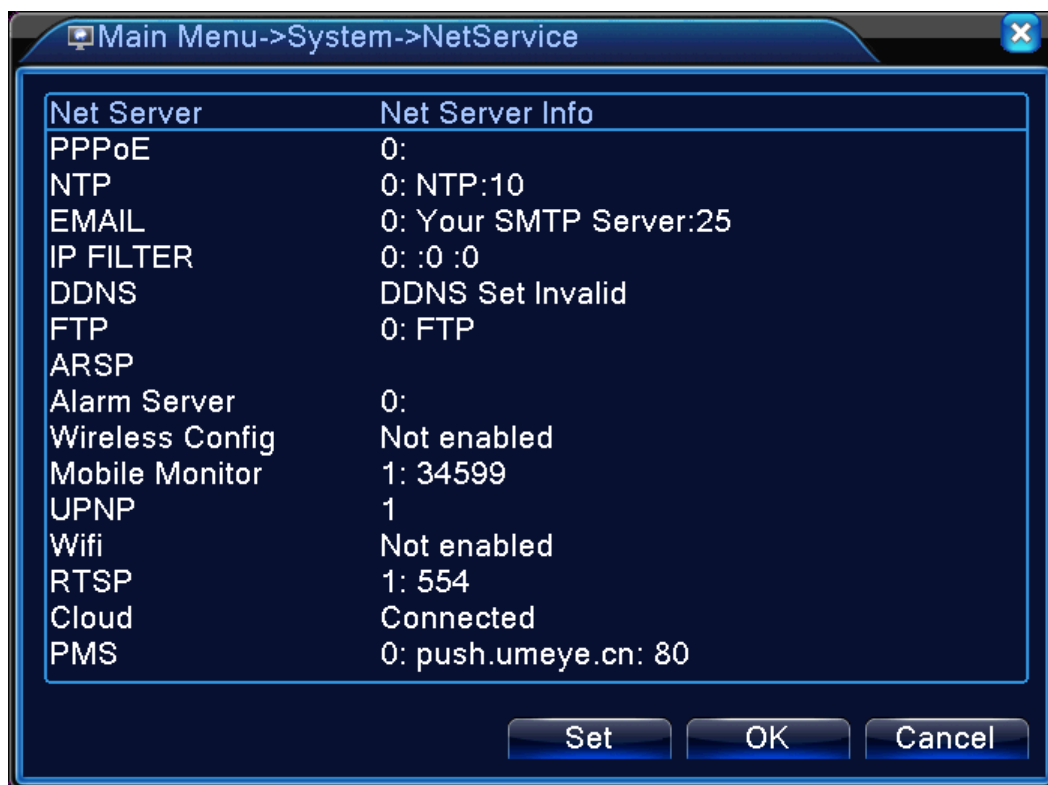 Main Menu->System->NetService
Net Server Net Server Info
PPPoE 0:
NTP 0: NTP:10
EMAIL 0: Your SMTP Server:25
IP FILTER 0: :0 :0
DDNS DDNS Set Invalid
FTP 0: FTP
ARSP
Alarm Server 0:
Wireless Config Not enabled
Mobile Monitor 1: 34599
UPNP 1
Wifi Not enabled
RTSP 1: 554
Cloud Connected
PMS 0: push.umeye.cn: 80
Set OK Cancel